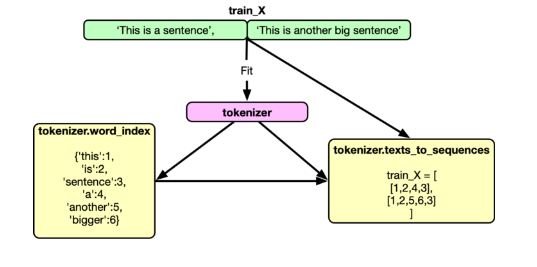 train_X
'This is a sentence', 'This is another big sentence'
Fit
tokenizer
tokenizer.word_index
{'this':1,
'is':2,
'sentence':3,
'a':4,
'another':5,
'bigger':6}
tokenizer.texts_to_sequences
train_X = [
[1,2,4,3],
[1,2,5,6,3]
]